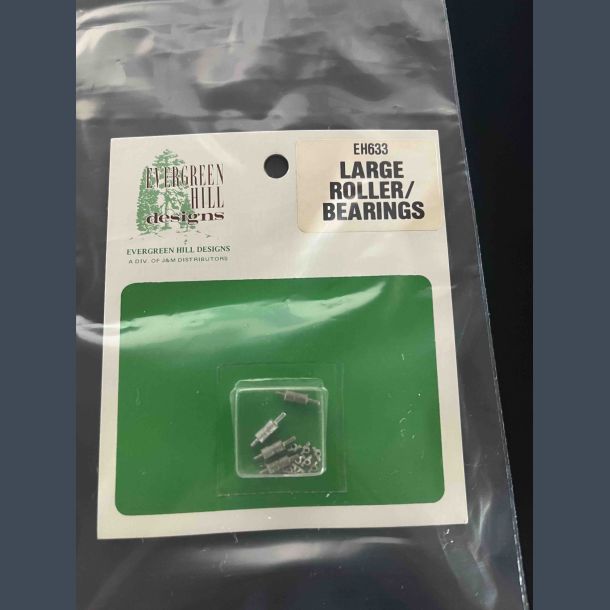 EVERGREEN
HILL
designs
EVERGREEN HILL DESIGNS
A DIV. OF J&M DISTRIBUTORS
EH633
LARGE
ROLLER/
BEARINGS